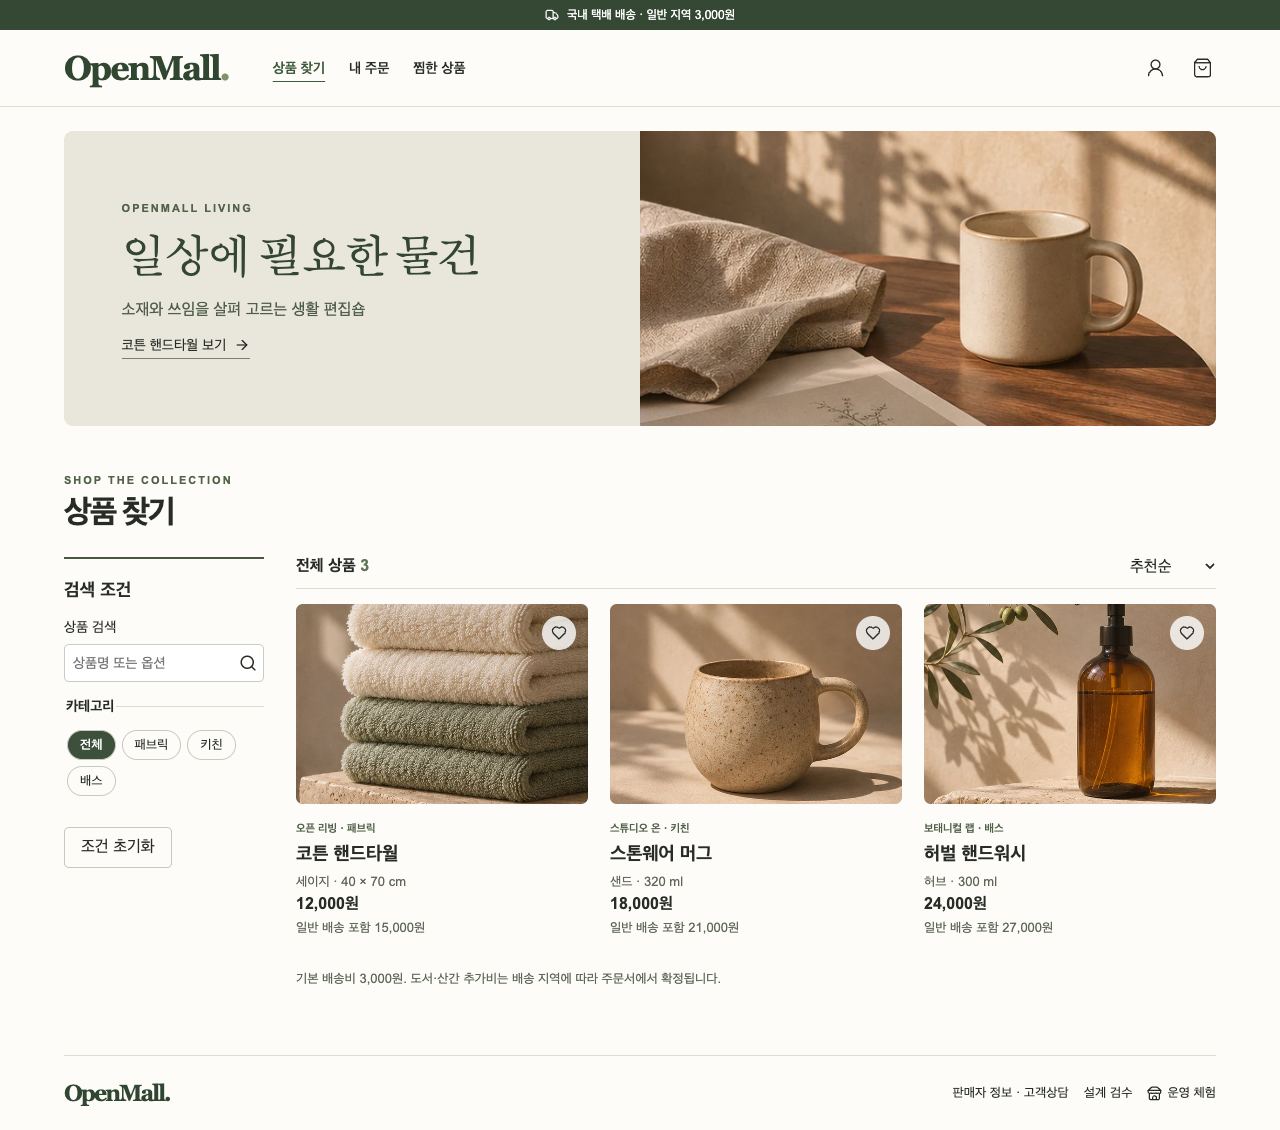 국내 택배 배송 · 일반 지역 3,000원
OpenMall.
상품 찾기
내 주문
찜한 상품
OPENMALL LIVING
일상에 필요한 물건
소재와 쓰임을 살펴 고르는 생활 편집숍
코튼 핸드타월 보기
SHOP THE COLLECTION
상품 찾기
검색 조건
상품 검색
상품명 또는 옵션
카테고리
전체
패브릭
키친
배스
조건 초기화
전체 상품 3
추천순
오픈 리빙 · 패브릭
코튼 핸드타월
세이지 · 40 × 70 cm
12,000원
일반 배송 포함 15,000원
스튜디오 온 · 키친
스톤웨어 머그
샌드 · 320 ml
18,000원
일반 배송 포함 21,000원
보태니컬 랩 · 배스
허벌 핸드워시
허브 · 300 ml
24,000원
일반 배송 포함 27,000원
기본 배송비 3,000원. 도서·산간 추가비는 배송 지역에 따라 주문서에서 확정됩니다.
OpenMall.
판매자 정보 · 고객상담
설계 검수
운영 체험